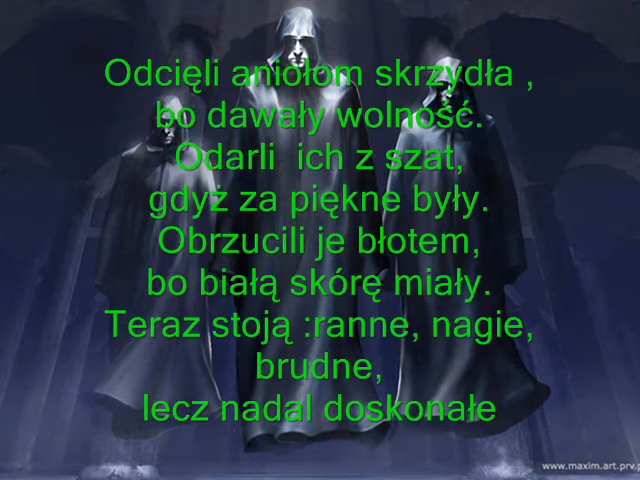 Odcięli aniołom skrzydła ,
bo dawały wolność.
Odarli  ich z szat,
gdyż za piękne były.
Obrzucili je błotem,
bo białą skórę miały.
Teraz stoją :ranne, nagie,
brudne,
lecz nadal doskonałe
www.maxim.art.prv.p